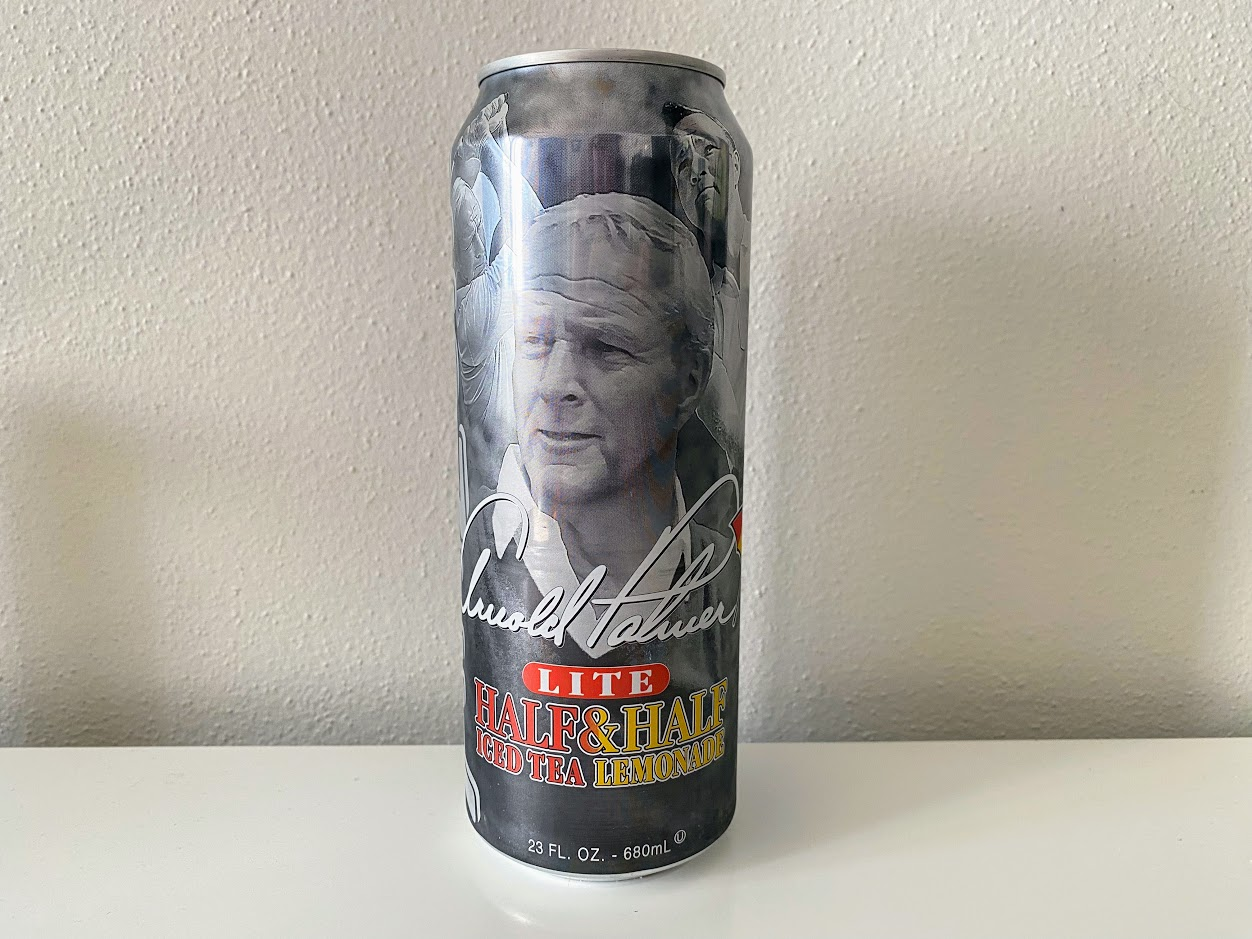 Arnold Palmer
LITE
HALF & HALF
ICED TEA LEMONADE
23 FL. OZ. - 680mL Ⓤ